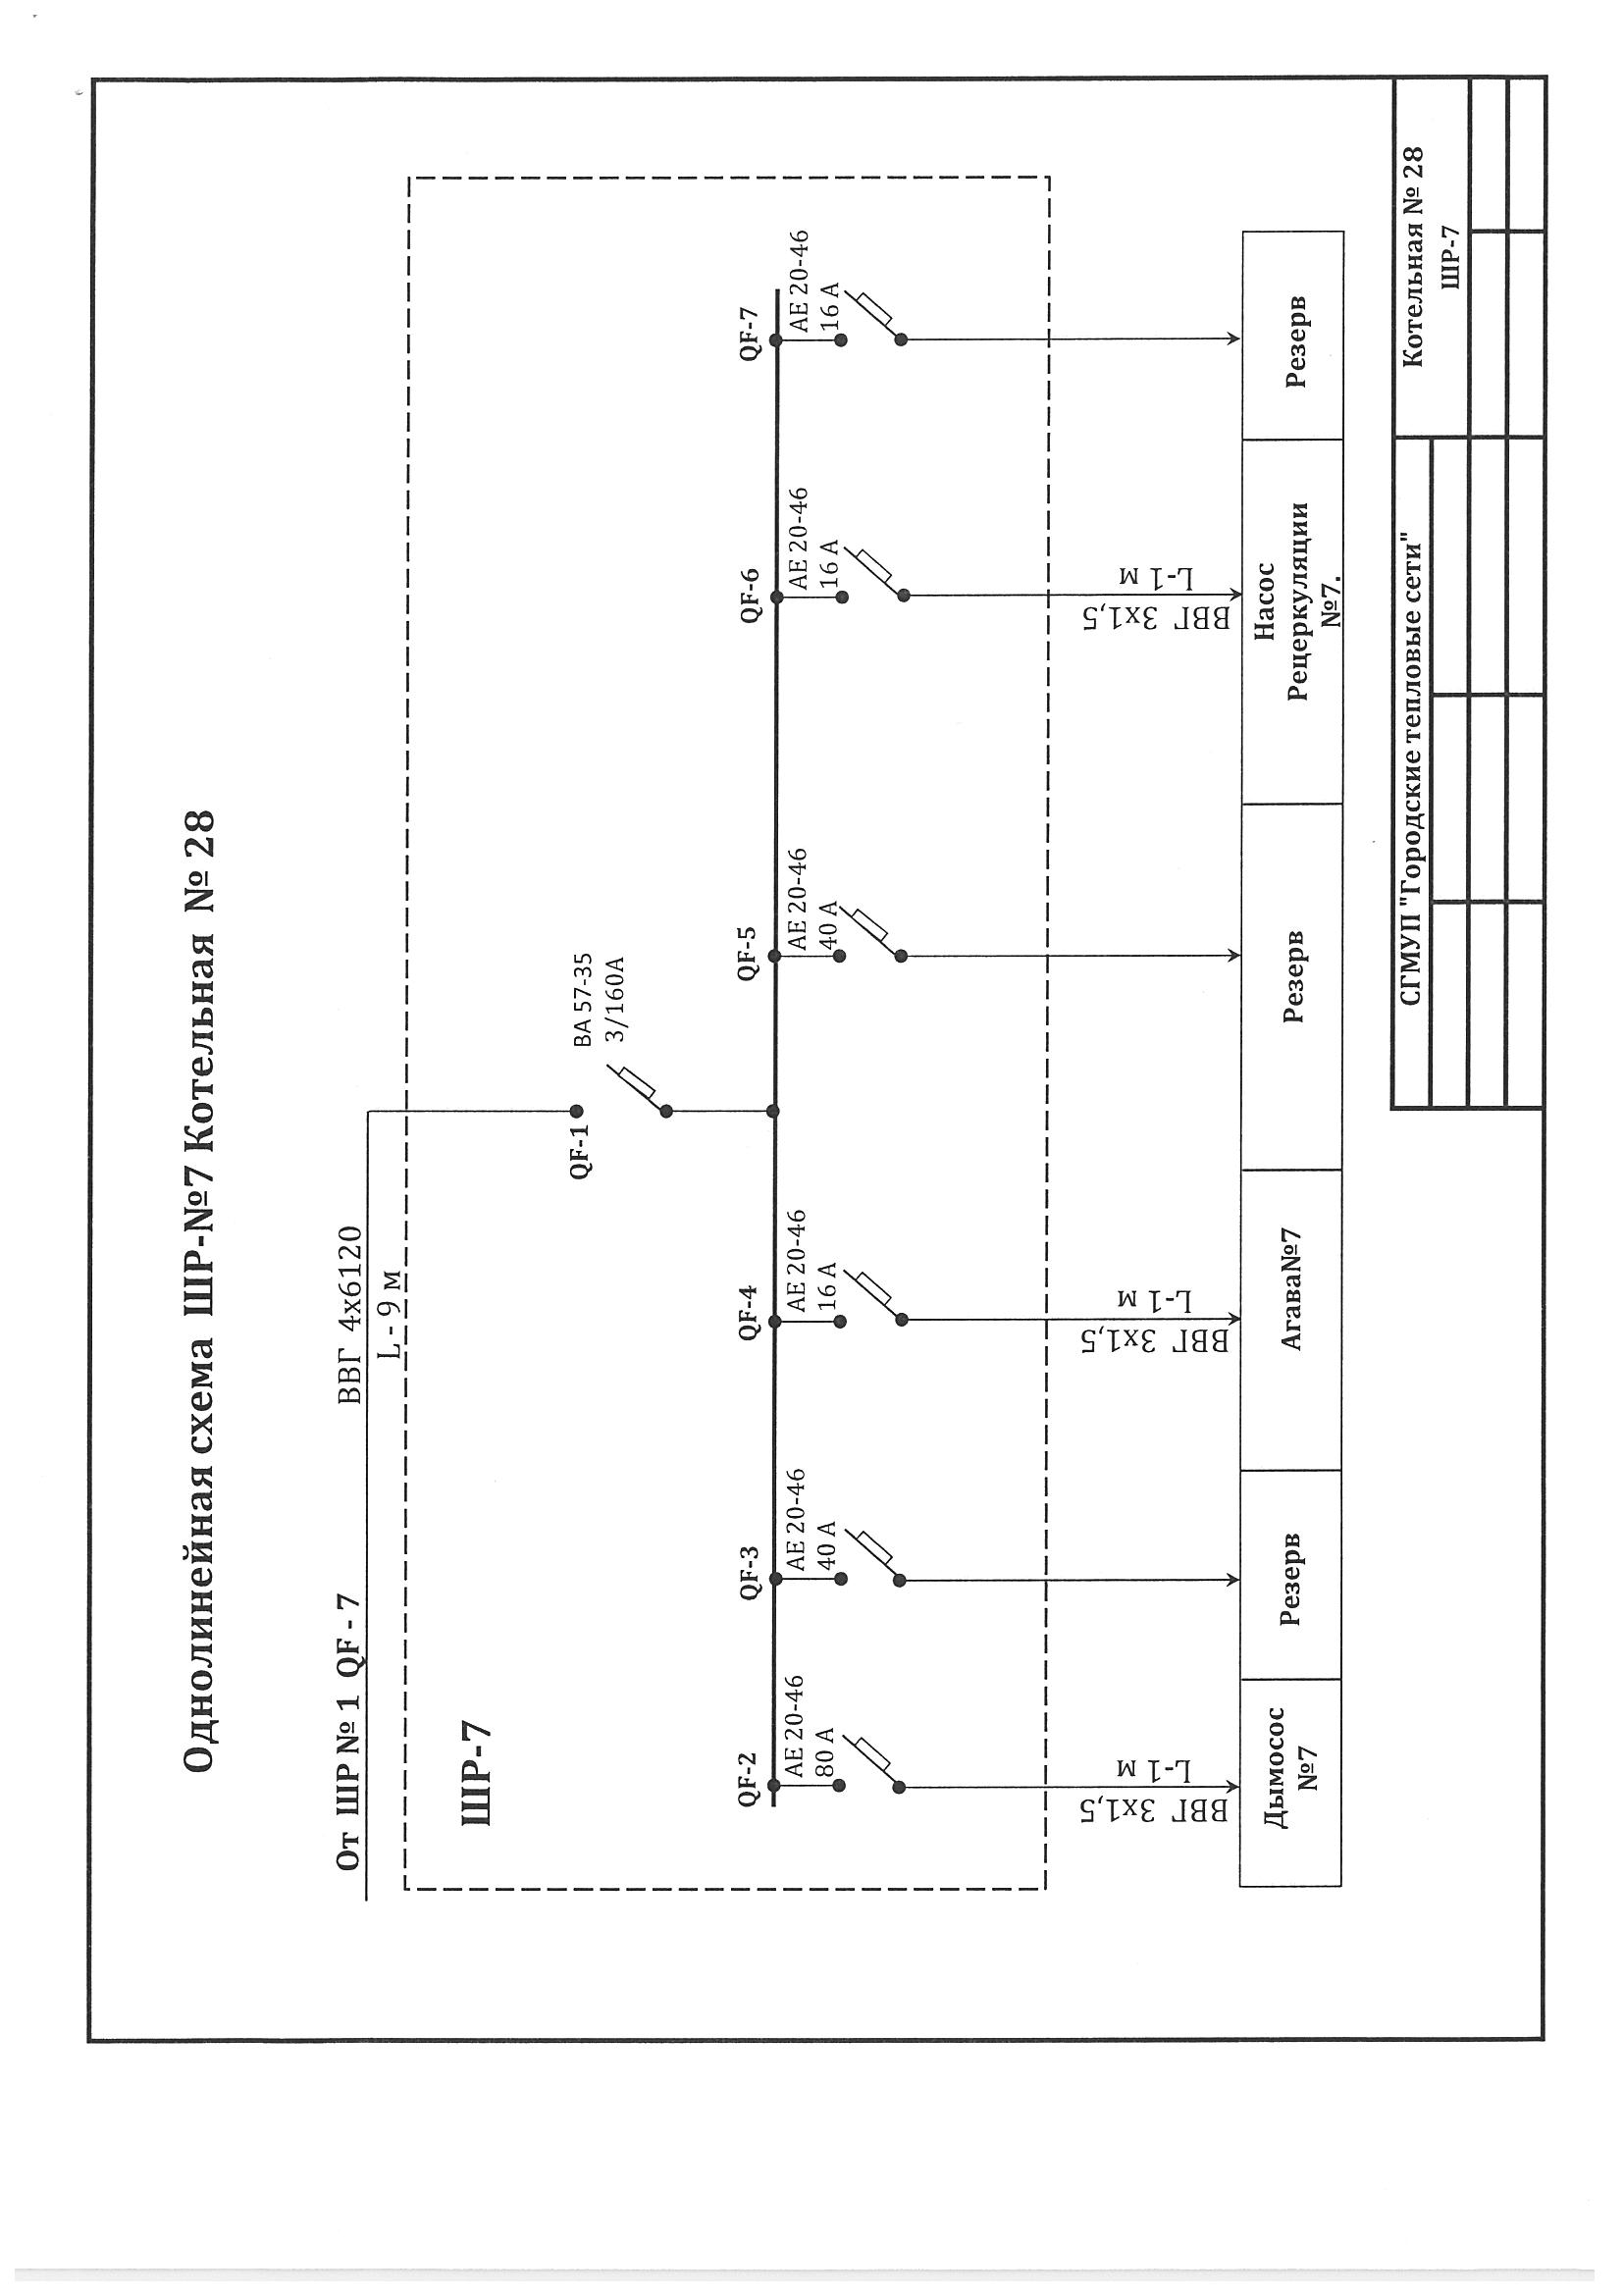 Однолинейная схема ШР-№7 Котельная № 28
От ШР № 1 QF - 7
ВВГ 4х6120
L - 9 м
ШР-7
QF-1
ВА 57-35
3/160А
QF-2
АЕ 20-46
80 А
QF-3
АЕ 20-46
40 А
QF-4
АЕ 20-46
16 А
QF-5
АЕ 20-46
40 А
QF-6
АЕ 20-46
16 А
QF-7
АЕ 20-46
16 А
ВВГ 3х1,5
L-1 м
ВВГ 3х1,5
L-1 м
ВВГ 3х1,5
L-1 м
Дымосос
№7
Резерв
Агава№7
Резерв
Насос
Рецеркуляции
№7.
Резерв
СГМУП "Городские тепловые сети"
Котельная № 28
ШР-7